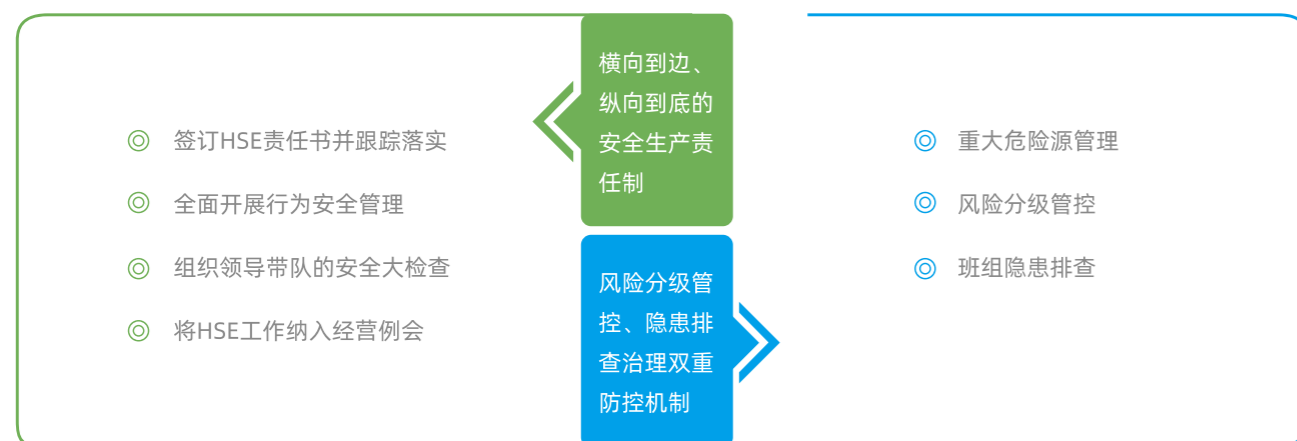 横向到边、
纵向到底的
安全生产责
任制
签订HSE责任书并跟踪落实
全面开展行为安全管理
组织领导带队的安全大检查
将HSE工作纳入经营例会
风险分级管
控、隐患排
查治理双重
防控机制
重大危险源管理
风险分级管控
班组隐患排查